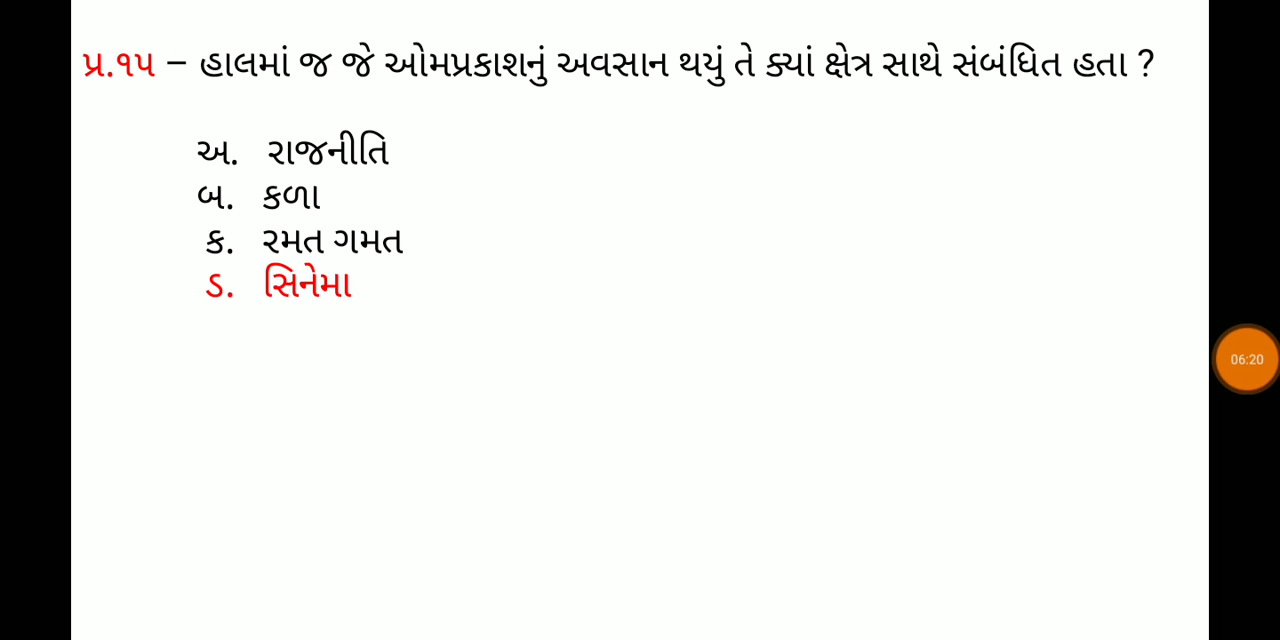 પ્ર.૧૫ – હાલમાં જ જે ઓમપ્રકાશનું અવસાન થયું તે ક્યાં ક્ષેત્ર સાથે સંબંધિત હતા ?
અ. રાજનીતિ
બ. કળા
ક. રમત ગમત
ડ. સિનેમા
06:20